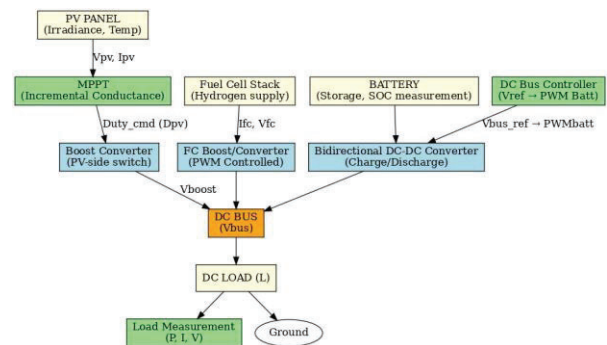 PV PANEL
(Irradiance, Temp)
Vpv, Ipv
MPPT
(Incremental Conductance)
Fuel Cell Stack
(Hydrogen supply)
BATTERY
(Storage, SOC measurement)
DC Bus Controller
(Vref → PWM Batt)
Duty_cmd (Dpv)
Ifc, Vfc
Vbus_ref → PWMbatt
Boost Converter
(PV-side switch)
FC Boost/Converter
(PWM Controlled)
Bidirectional DC-DC Converter
(Charge/Discharge)
Vboost
DC BUS
(Vbus)
DC LOAD (L)
Load Measurement
(P, I, V)
Ground